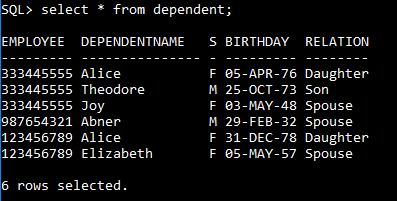 SQL> select * from dependent;
EMPLOYEE DEPENDENTNAME S BIRTHDAY RELATION
--------- --------------- - --------- --------
333445555 Alice F 05-APR-76 Daughter
333445555 Theodore M 25-OCT-73 Son
333445555 Joy F 03-MAY-48 Spouse
987654321 Abner M 29-FEB-32 Spouse
123456789 Alice F 31-DEC-78 Daughter
123456789 Elizabeth F 05-MAY-57 Spouse
6 rows selected.